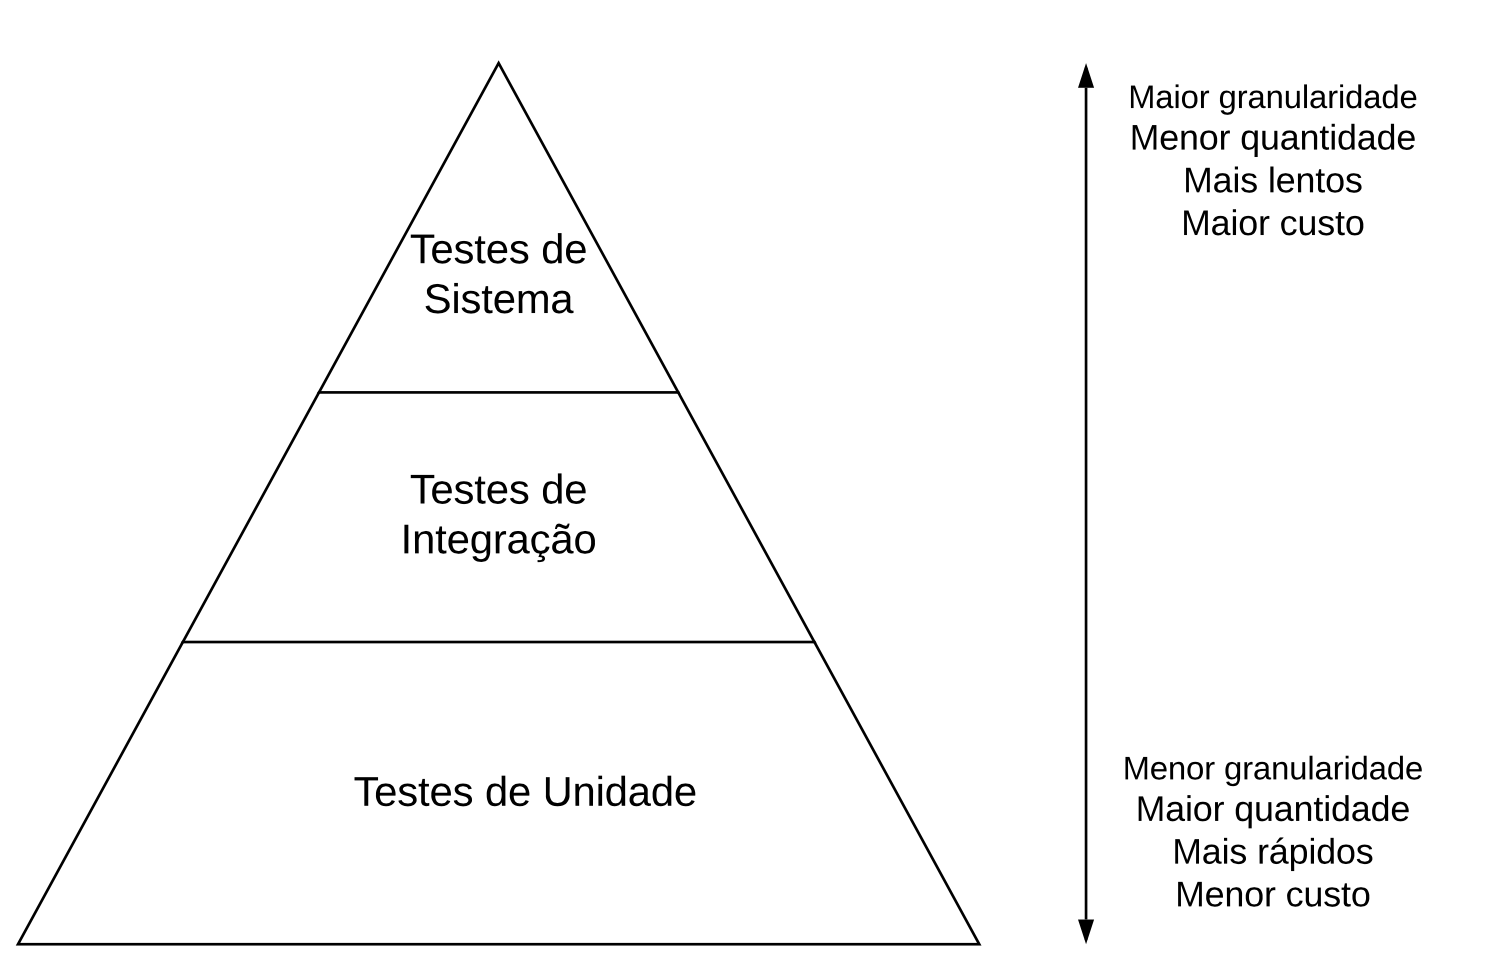 Testes de
Sistema
Testes de
Integração
Testes de Unidade
Maior granularidade
Menor quantidade
Mais lentos
Maior custo
Menor granularidade
Maior quantidade
Mais rápidos
Menor custo